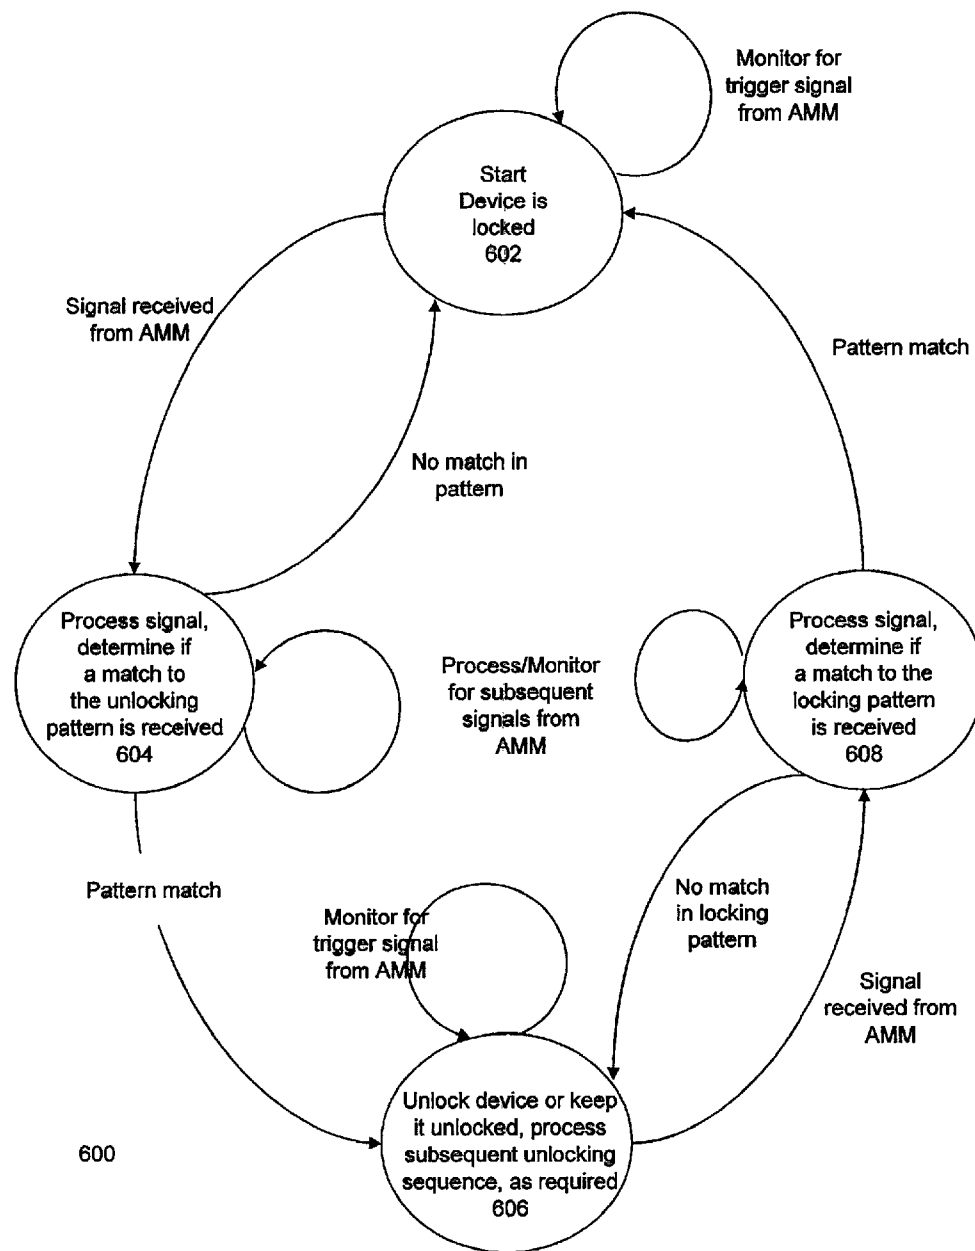 Monitor for
trigger signal
from AMM
Start
Device is
locked
602
Signal received
from AMM
Pattern match
No match in
pattern
Process signal,
determine if
a match to
the unlocking
pattern is received
604
Process/Monitor
for subsequent
signals from
AMM
Process signal,
determine if
a match to the
locking pattern
is received
608
Pattern match
Monitor for
trigger signal
from AMM
No match
in locking
pattern
Signal
received from
AMM
Unlock device or keep
it unlocked, process
subsequent unlocking
sequence, as required
606
600